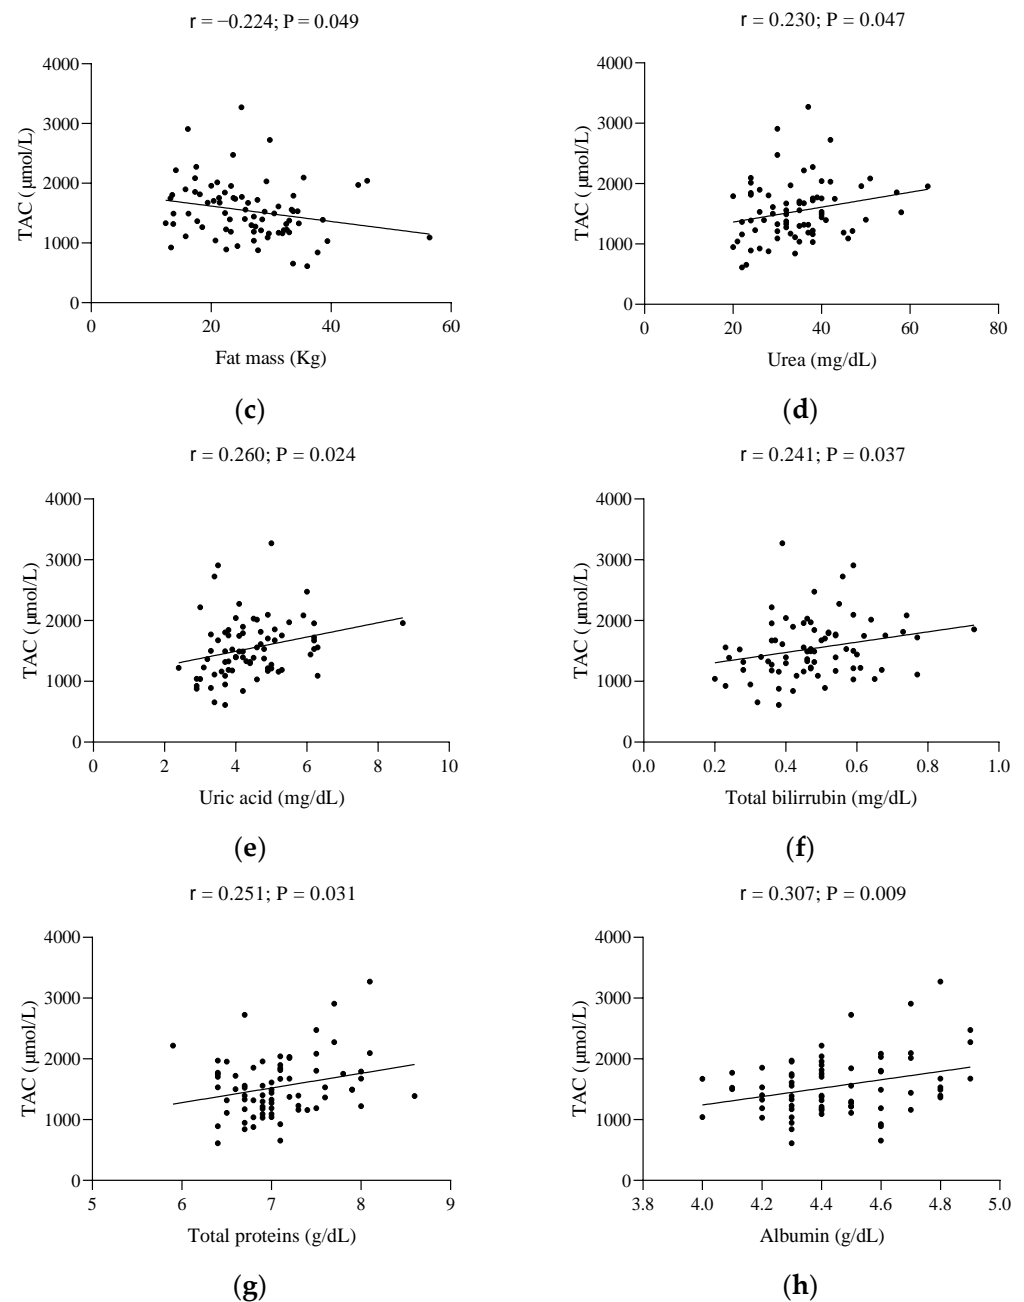 r = −0.224; P = 0.049
4000
3000
2000
1000
0
TAC ( μmol/L)
0 20 40 60
Fat mass (Kg)
(c)
r = 0.230; P = 0.047
4000
3000
2000
1000
0
TAC ( μmol/L)
0 20 40 60 80
Urea (mg/dL)
(d)
r = 0.260; P = 0.024
4000
3000
2000
1000
0
TAC ( μmol/L)
0 2 4 6 8 10
Uric acid (mg/dL)
(e)
r = 0.241; P = 0.037
4000
3000
2000
1000
0
TAC ( μmol/L)
0.0 0.2 0.4 0.6 0.8 1.0
Total bilirrubin (mg/dL)
(f)
r = 0.251; P = 0.031
4000
3000
2000
1000
0
TAC ( μmol/L)
5 6 7 8 9
Total proteins (g/dL)
(g)
r = 0.307; P = 0.009
4000
3000
2000
1000
0
TAC ( μmol/L)
3.8 4.0 4.2 4.4 4.6 4.8 5.0
Albumin (g/dL)
(h)